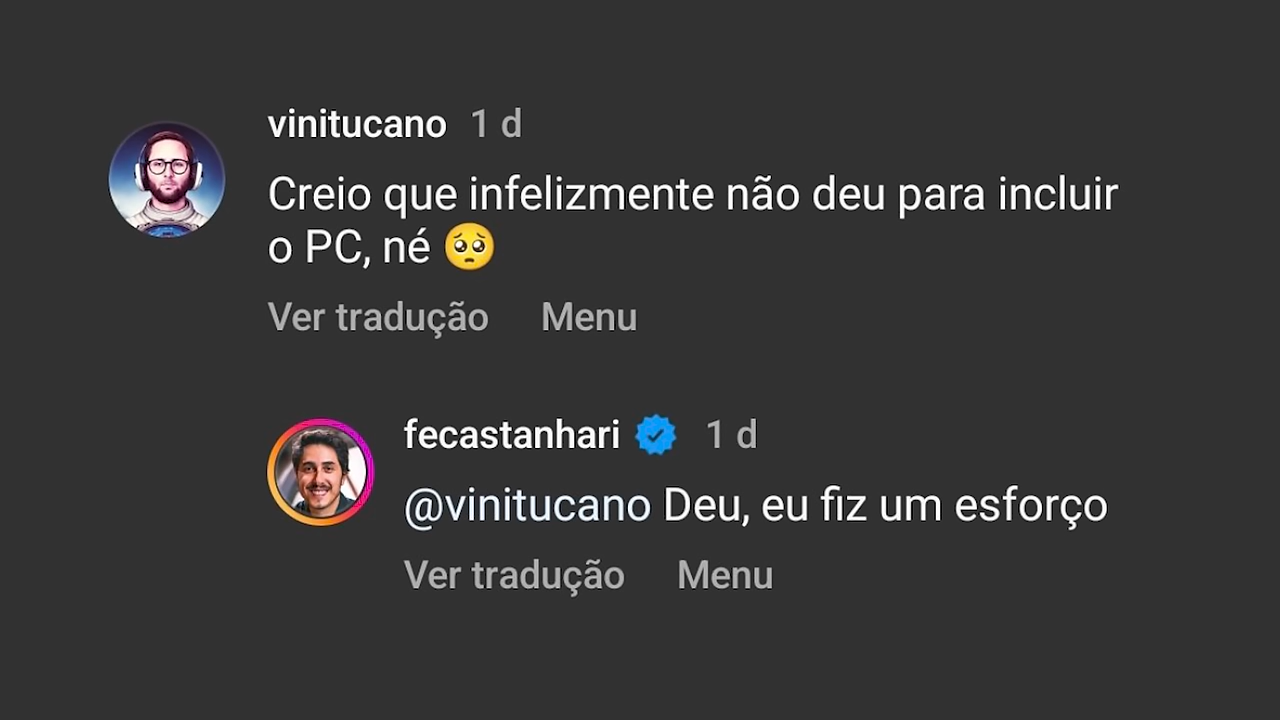 vinitucano 1 d
Creio que infelizmente não deu para incluir
o PC, né 🥺
Ver tradução Menu
fecastanhari 1 d
@vinitucano Deu, eu fiz um esforço
Ver tradução Menu